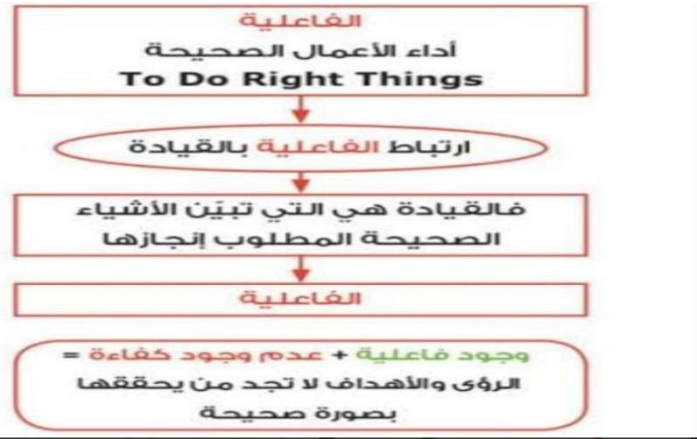 الفاعلية
أداء الأعمال الصحيحة
To Do Right Things
ارتباط الفاعلية بالقيادة
فالقيادة هي التي تبيَن الأشياء
الصحيحة المطلوب إنجازها
الفاعلية
وجود فاعلية + عدم وجود كفاءة =
الرؤى والأهداف لا تجد من يحققها
بصورة صحيحة